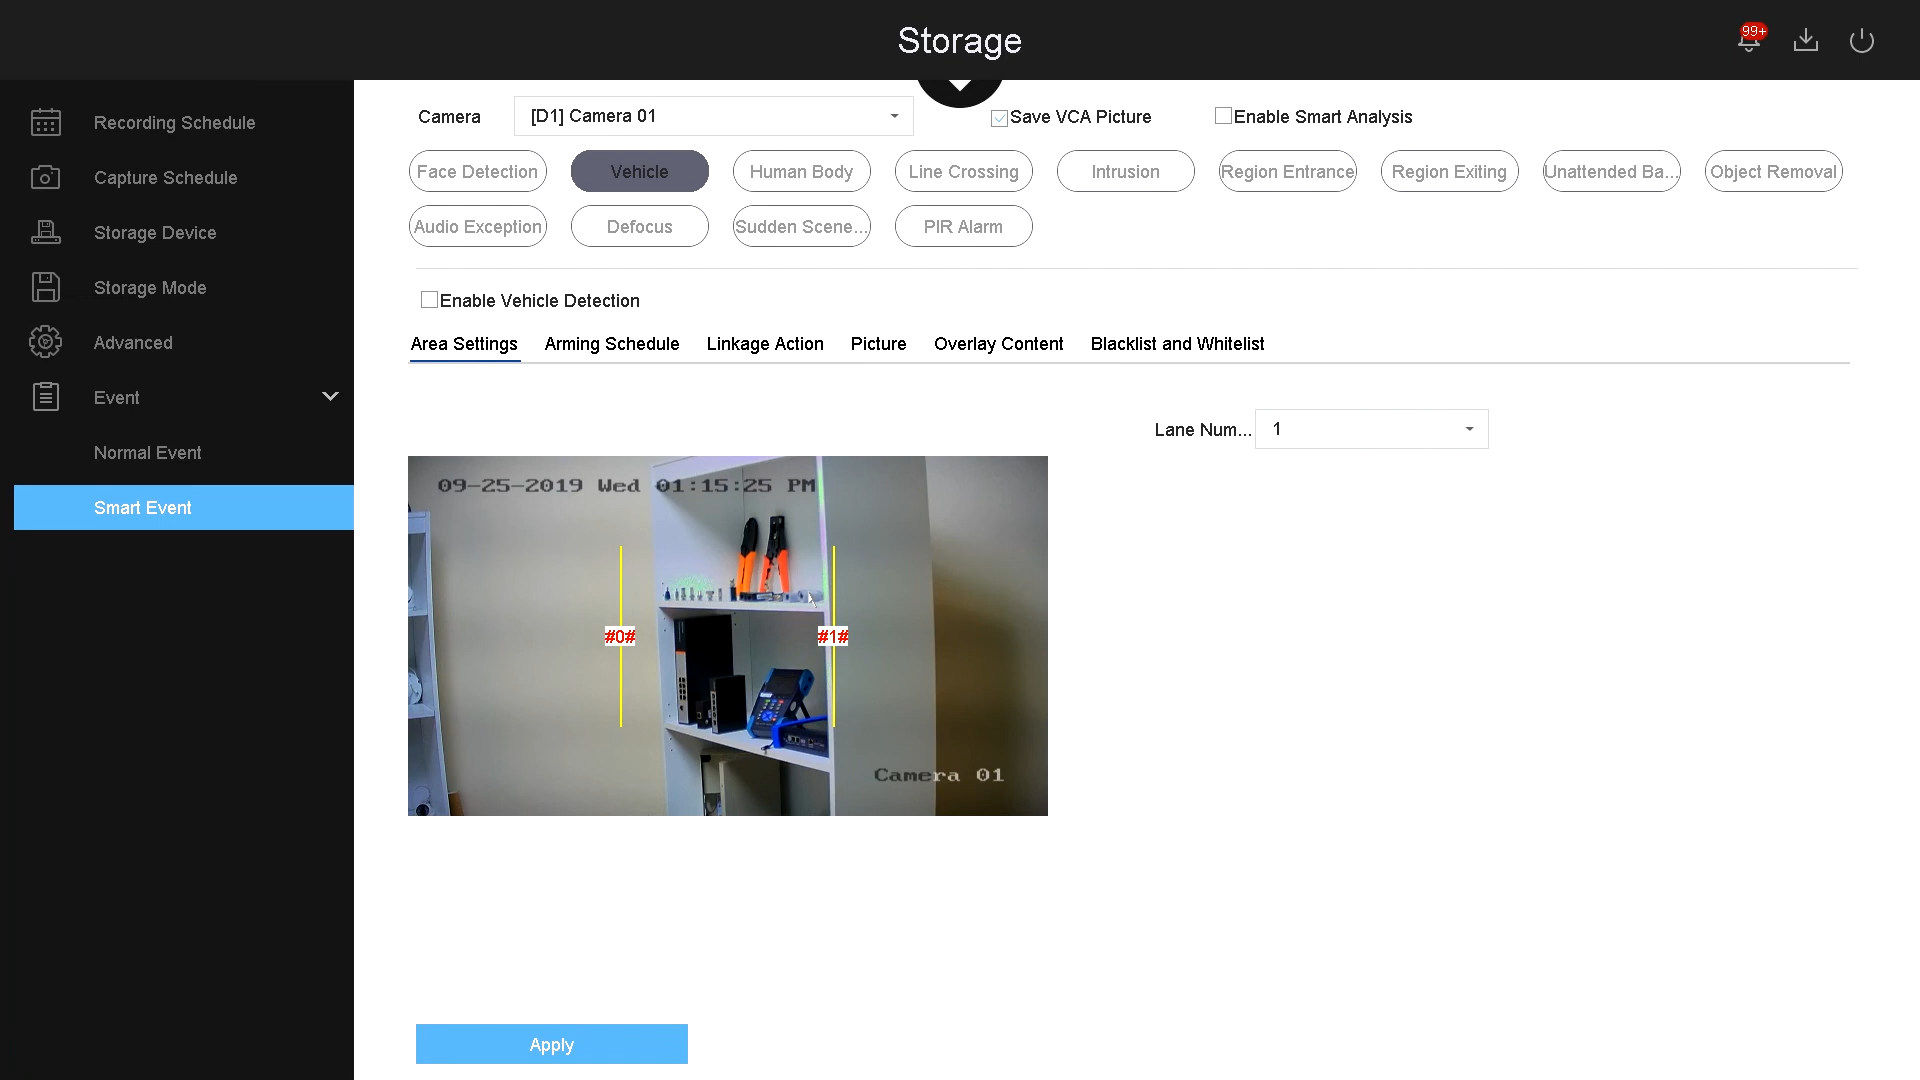 Storage
99+
Recording Schedule
Capture Schedule
Storage Device
Storage Mode
Advanced
Event
Normal Event
Smart Event
Camera [D1] Camera 01 Save VCA Picture Enable Smart Analysis
Face Detection Vehicle Human Body Line Crossing Intrusion Region Entrance Region Exiting Unattended Ba... Object Removal
Audio Exception Defocus Sudden Scene... PIR Alarm
Enable Vehicle Detection
Area Settings Arming Schedule Linkage Action Picture Overlay Content Blacklist and Whitelist
Lane Num... 1
09-25-2019 Wed 01:15:25 PM
#0# #1#
Camera 01
Apply